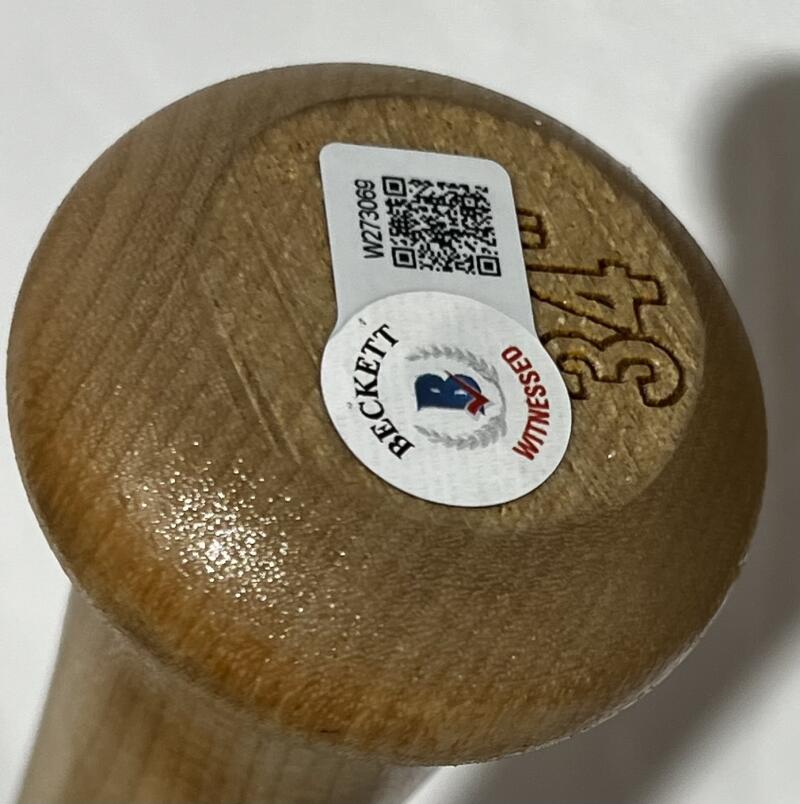 W273069
BECKETT
B
WITNESSED
34"